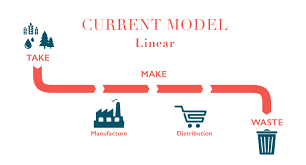 CURRENT MODEL
Linear
TAKE
MAKE
Manufacture
Distribution
WASTE